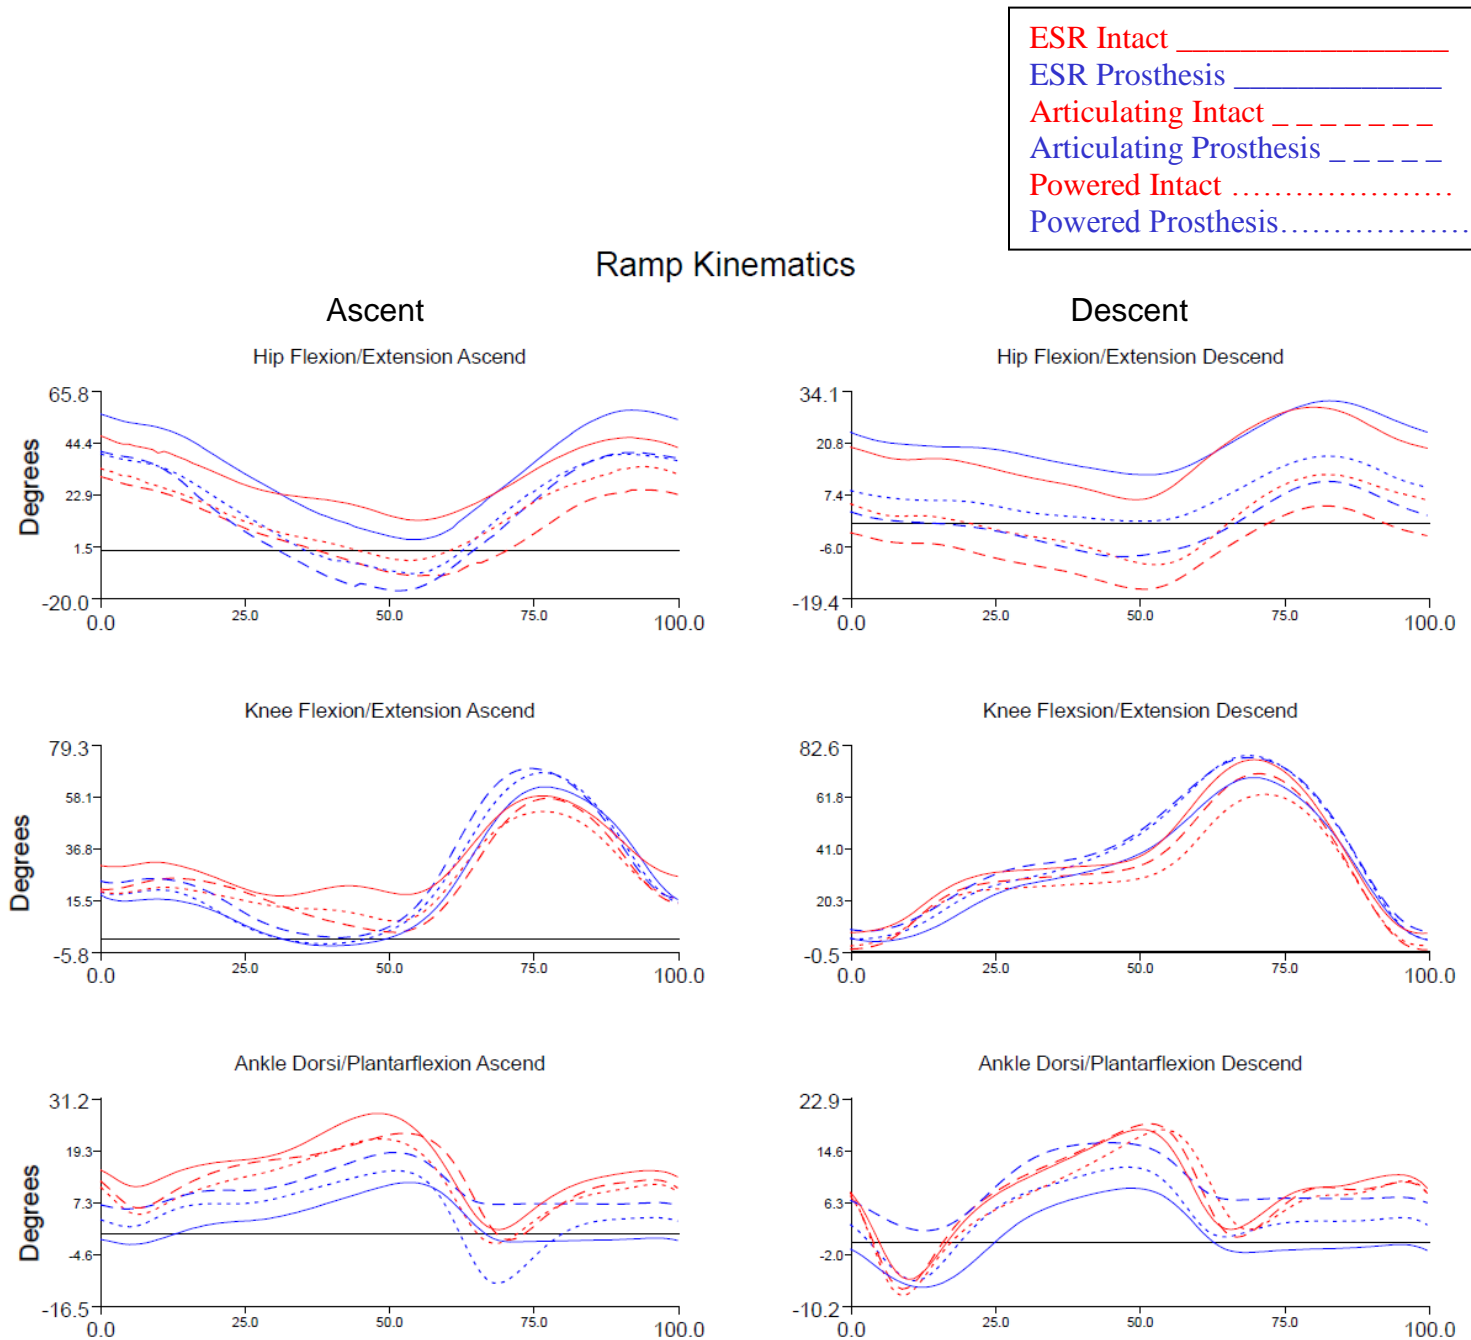 ESR Intact ___________________
ESR Prosthesis ______________
Articulating Intact _ _ _ _ _ _ _
Articulating Prosthesis _ _ _ _ _
Powered Intact ......................
Powered Prosthesis...................
Ramp Kinematics
Ascent Descent
Hip Flexion/Extension Ascend Hip Flexion/Extension Descend
Degrees
65.8
44.4
22.9
1.5
-20.0
0.0 25.0 50.0 75.0 100.0
34.1
20.8
7.4
-6.0
-19.4
0.0 25.0 50.0 75.0 100.0
Knee Flexion/Extension Ascend Knee Flexsion/Extension Descend
Degrees
79.3
58.1
36.8
15.5
-5.8
0.0 25.0 50.0 75.0 100.0
82.6
61.8
41.0
20.3
-0.5
0.0 25.0 50.0 75.0 100.0
Ankle Dorsi/Plantarflexion Ascend Ankle Dorsi/Plantarflexion Descend
Degrees
31.2
19.3
7.3
-4.6
-16.5
0.0 25.0 50.0 75.0 100.0
22.9
14.6
6.3
-2.0
-10.2
0.0 25.0 50.0 75.0 100.0